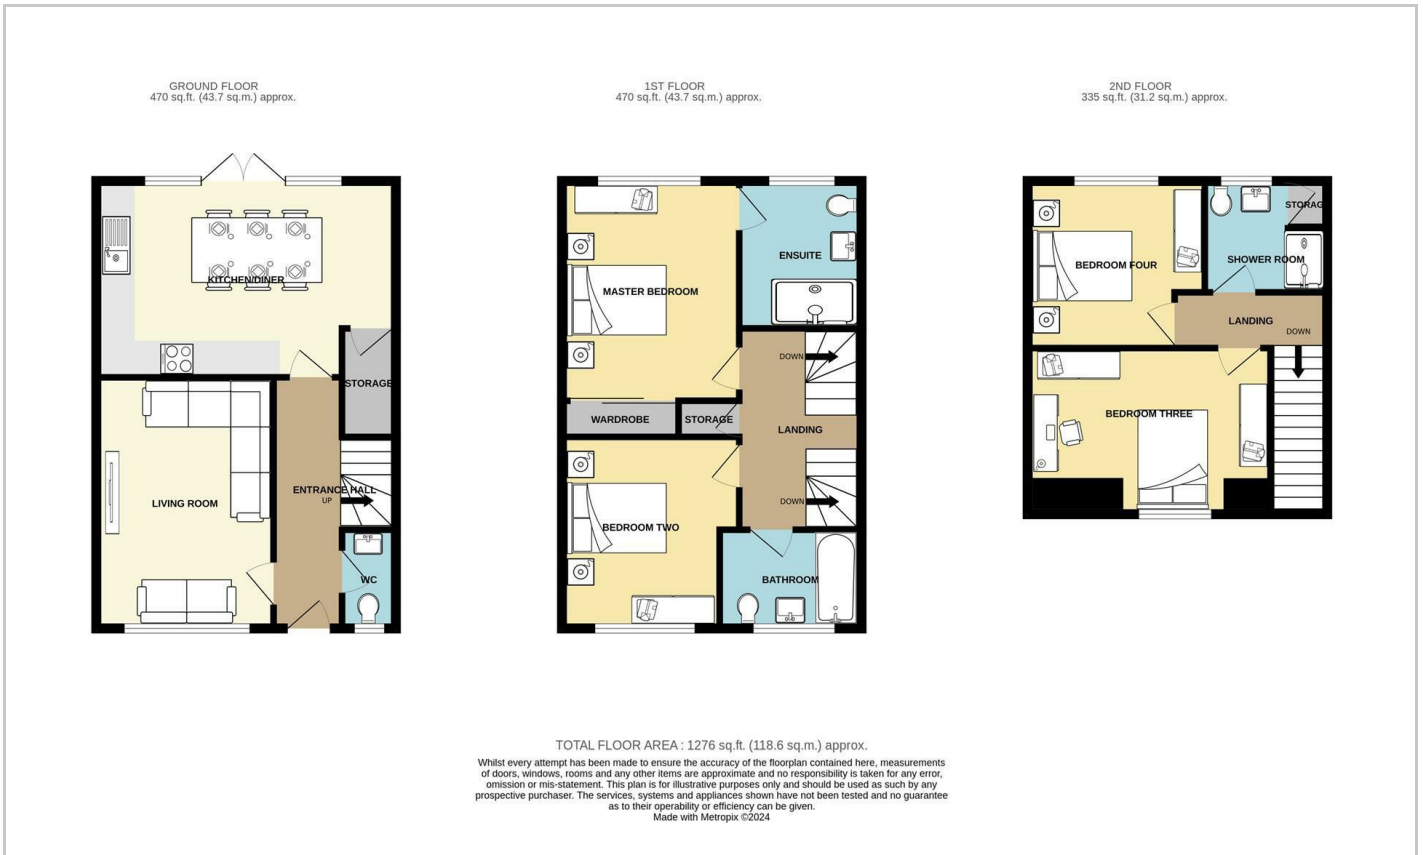 GROUND FLOOR
470 sq.ft. (43.7 sq.m.) approx.
KITCHEN/DINER
STORAGE
LIVING ROOM
ENTRANCE HALL
UP
WC
1ST FLOOR
470 sq.ft. (43.7 sq.m.) approx.
ENSUITE
MASTER BEDROOM
DOWN
WARDROBE
STORAGE
LANDING
DOWN
BEDROOM TWO
BATHROOM
2ND FLOOR
335 sq.ft. (31.2 sq.m.) approx.
STORAG
BEDROOM FOUR
SHOWER ROOM
LANDING
DOWN
BEDROOM THREE
TOTAL FLOOR AREA : 1276 sq.ft. (118.6 sq.m.) approx.
Whilst every attempt has been made to ensure the accuracy of the floorplan contained here, measurements
of doors, windows, rooms and any other items are approximate and no responsibility is taken for any error,
omission or mis-statement. This plan is for illustrative purposes only and should be used as such by any
prospective purchaser. The services, systems and appliances shown have not been tested and no guarantee
as to their operability or efficiency can be given.
Made with Metropix ©2024